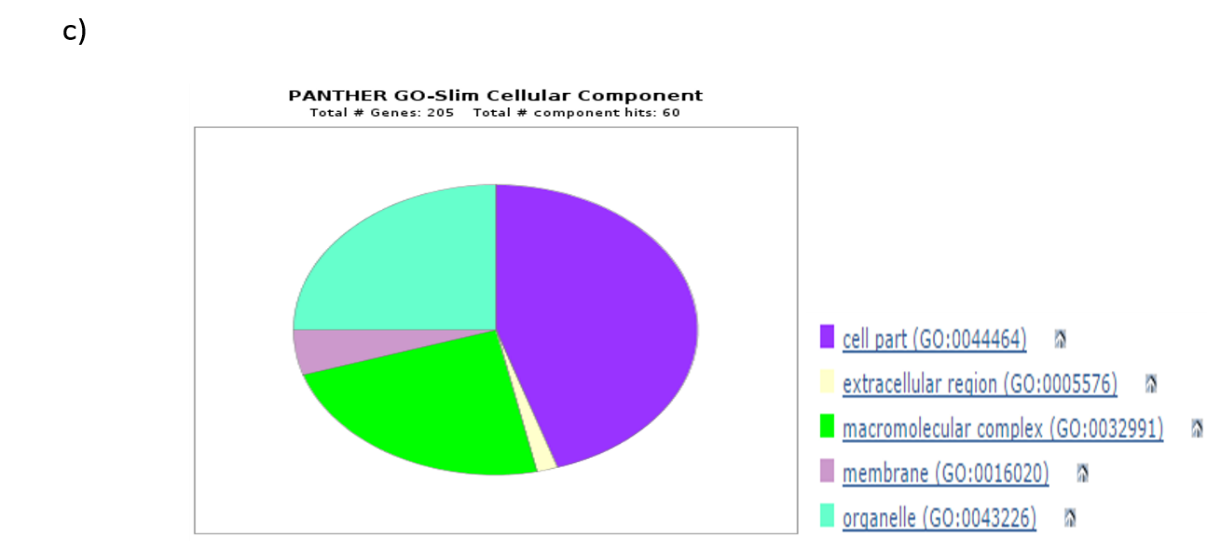 c)
PANTHER GO-Slim Cellular Component
Total # Genes: 205 Total # component hits: 60
cell part (GO:0044464)
extracellular region (GO:0005576)
macromolecular complex (GO:0032991)
membrane (GO:0016020)
organelle (GO:0043226)